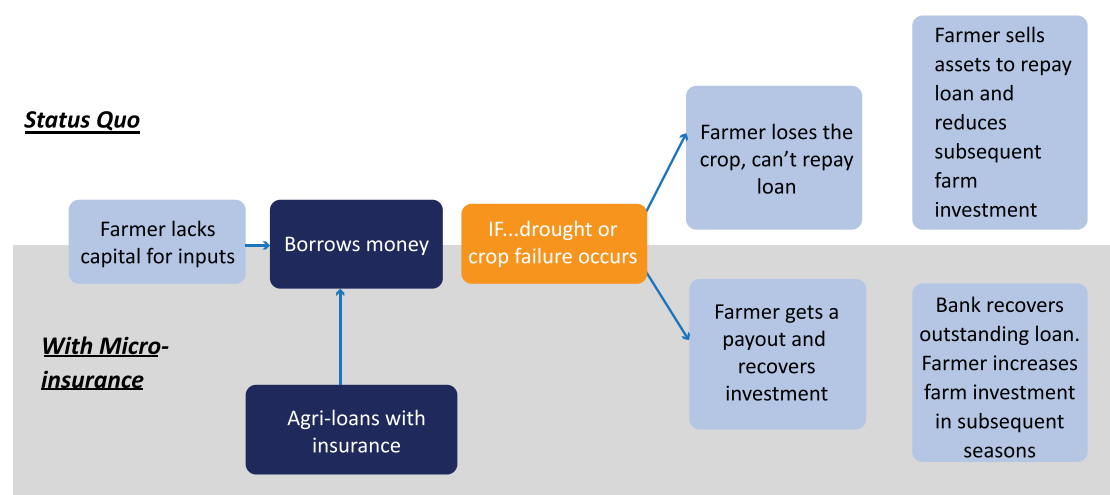 Status Quo
Farmer lacks
capital for inputs
Borrows money
IF...drought or
crop failure occurs
Farmer loses the
crop, can’t repay
loan
Farmer sells
assets to repay
loan and
reduces
subsequent
farm
investment
With Micro-
insurance
Agri-loans with
insurance
Farmer gets a
payout and
recovers
investment
Bank recovers
outstanding loan.
Farmer increases
farm investment
in subsequent
seasons